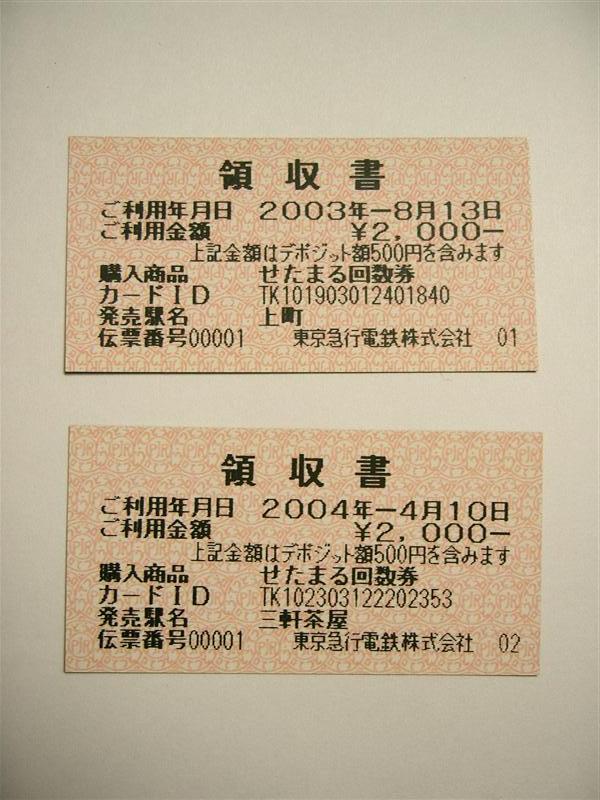 領収書
ご利用年月日 2003年-8月13日
ご利用金額 ¥2,000-
上記金額はデポジット額500円を含みます
購入商品 せたまる回数券
カードID TK101903012401840
発売駅名 上町
伝票番号00001 東京急行電鉄株式会社 01
領収書
ご利用年月日 2004年-4月10日
ご利用金額 ¥2,000-
上記金額はデポジット額500円を含みます
購入商品 せたまる回数券
カードID TK102303122202353
発売駅名 三軒茶屋
伝票番号00001 東京急行電鉄株式会社 02